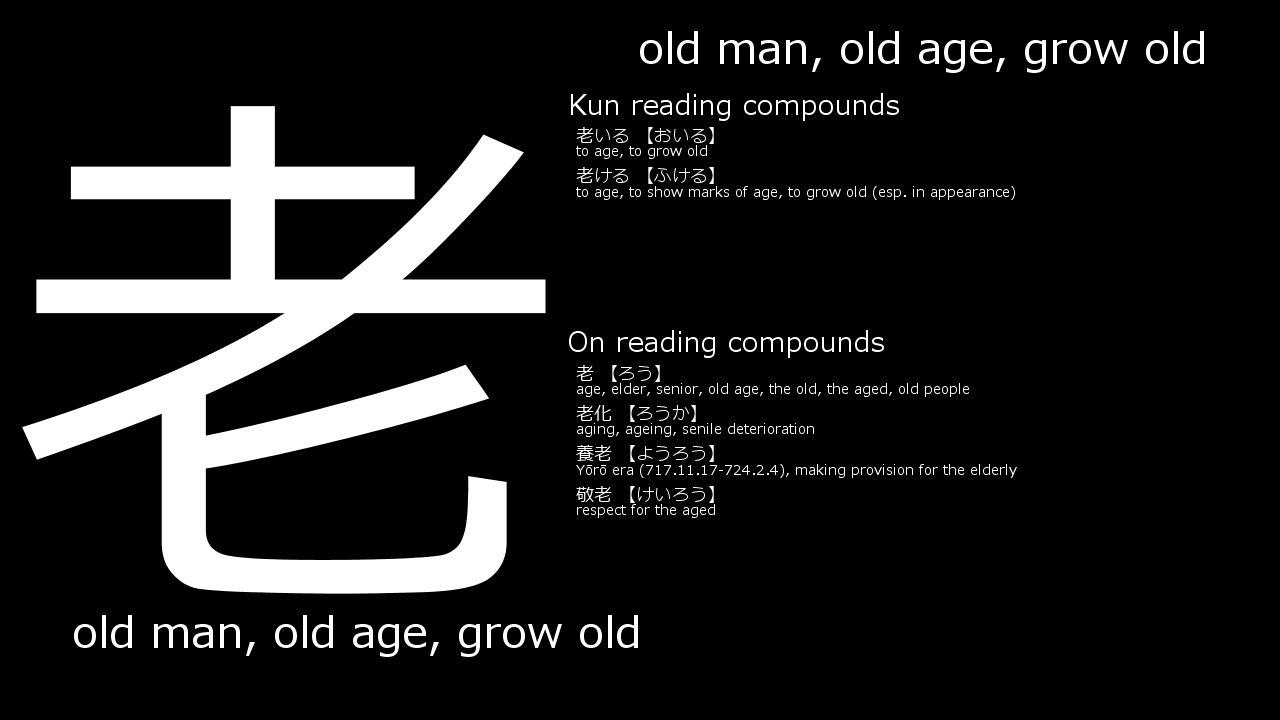 old man, old age, grow old
老
Kun reading compounds
老いる 【おいる】
to age, to grow old
老ける 【ふける】
to age, to show marks of age, to grow old (esp. in appearance)
On reading compounds
老 【ろう】
age, elder, senior, old age, the old, the aged, old people
老化 【ろうか】
aging, ageing, senile deterioration
養老 【ようろう】
Yōrō era (717.11.17-724.2.4), making provision for the elderly
敬老 【けいろう】
respect for the aged
old man, old age, grow old